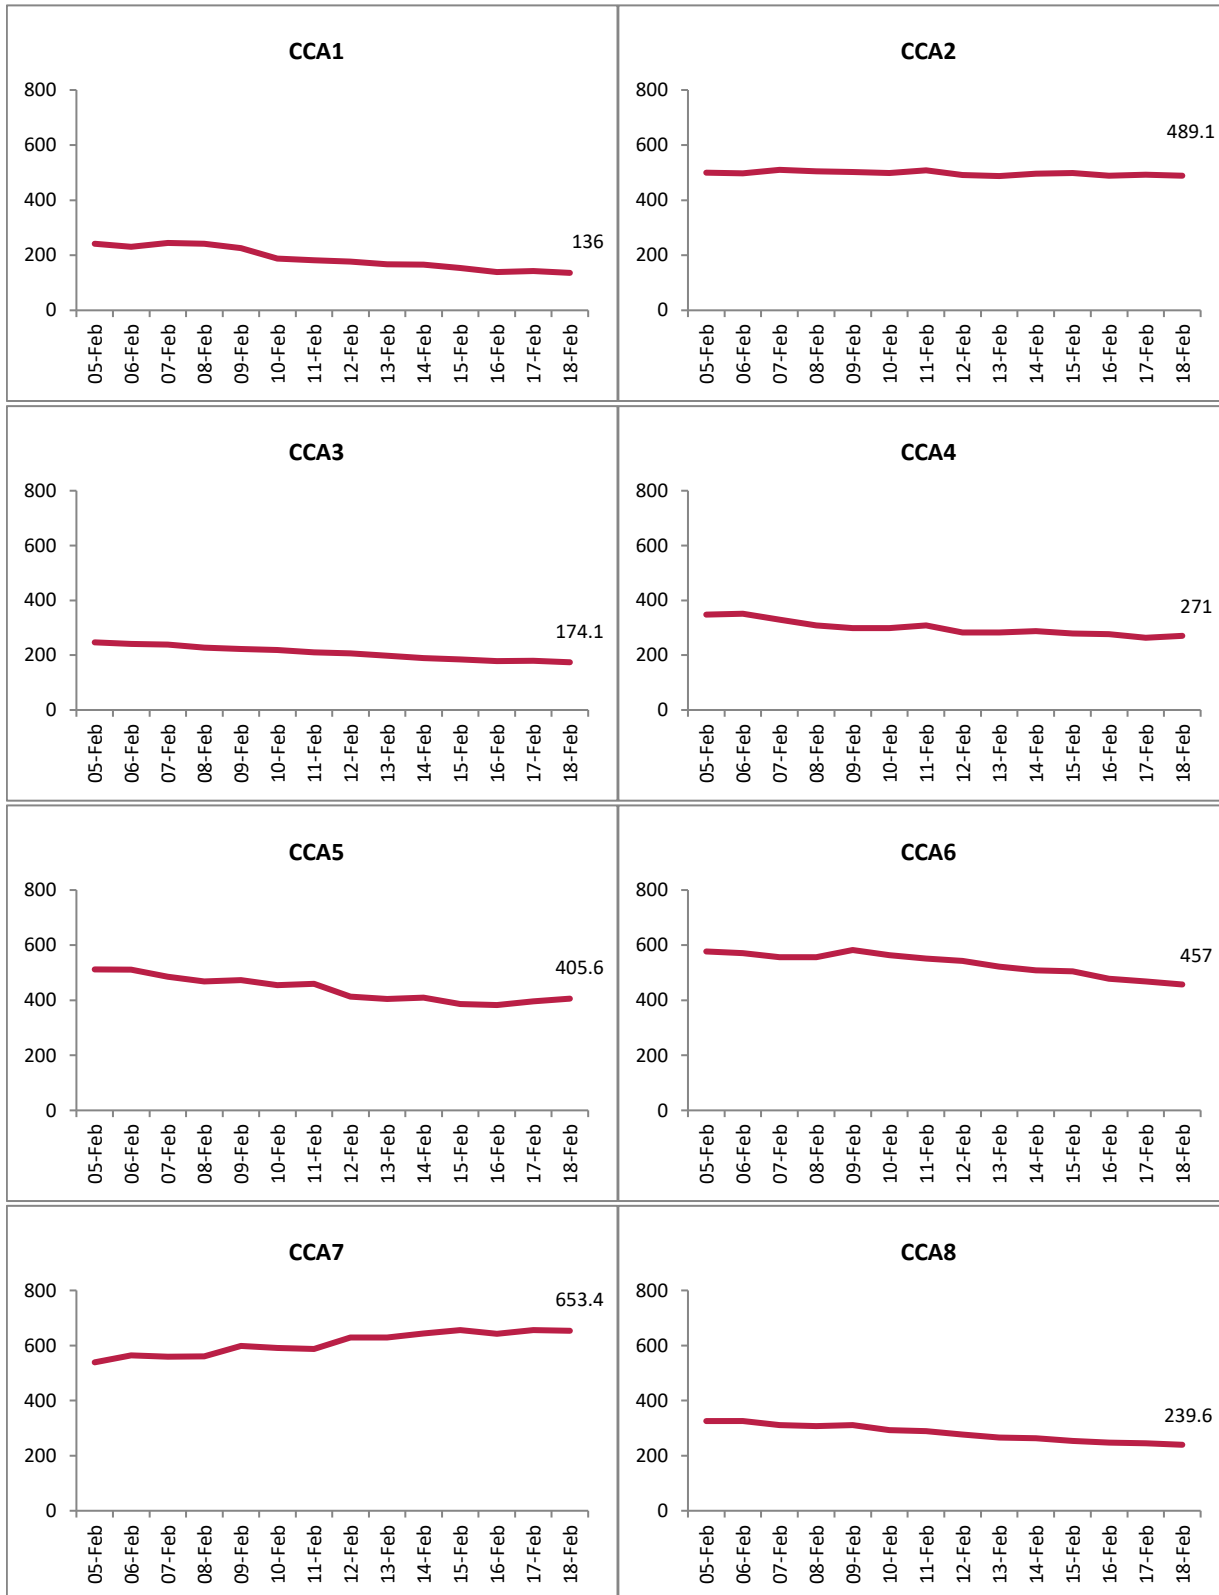 CCA1
800
600
400
200
0
136
05-Feb
06-Feb
07-Feb
08-Feb
09-Feb
10-Feb
11-Feb
12-Feb
13-Feb
14-Feb
15-Feb
16-Feb
17-Feb
18-Feb
CCA2
800
600
400
200
0
489.1
05-Feb
06-Feb
07-Feb
08-Feb
09-Feb
10-Feb
11-Feb
12-Feb
13-Feb
14-Feb
15-Feb
16-Feb
17-Feb
18-Feb
CCA3
800
600
400
200
0
174.1
05-Feb
06-Feb
07-Feb
08-Feb
09-Feb
10-Feb
11-Feb
12-Feb
13-Feb
14-Feb
15-Feb
16-Feb
17-Feb
18-Feb
CCA4
800
600
400
200
0
271
05-Feb
06-Feb
07-Feb
08-Feb
09-Feb
10-Feb
11-Feb
12-Feb
13-Feb
14-Feb
15-Feb
16-Feb
17-Feb
18-Feb
CCA5
800
600
400
200
0
405.6
05-Feb
06-Feb
07-Feb
08-Feb
09-Feb
10-Feb
11-Feb
12-Feb
13-Feb
14-Feb
15-Feb
16-Feb
17-Feb
18-Feb
CCA6
800
600
400
200
0
457
05-Feb
06-Feb
07-Feb
08-Feb
09-Feb
10-Feb
11-Feb
12-Feb
13-Feb
14-Feb
15-Feb
16-Feb
17-Feb
18-Feb
CCA7
800
600
400
200
0
653.4
05-Feb
06-Feb
07-Feb
08-Feb
09-Feb
10-Feb
11-Feb
12-Feb
13-Feb
14-Feb
15-Feb
16-Feb
17-Feb
18-Feb
CCA8
800
600
400
200
0
239.6
05-Feb
06-Feb
07-Feb
08-Feb
09-Feb
10-Feb
11-Feb
12-Feb
13-Feb
14-Feb
15-Feb
16-Feb
17-Feb
18-Feb